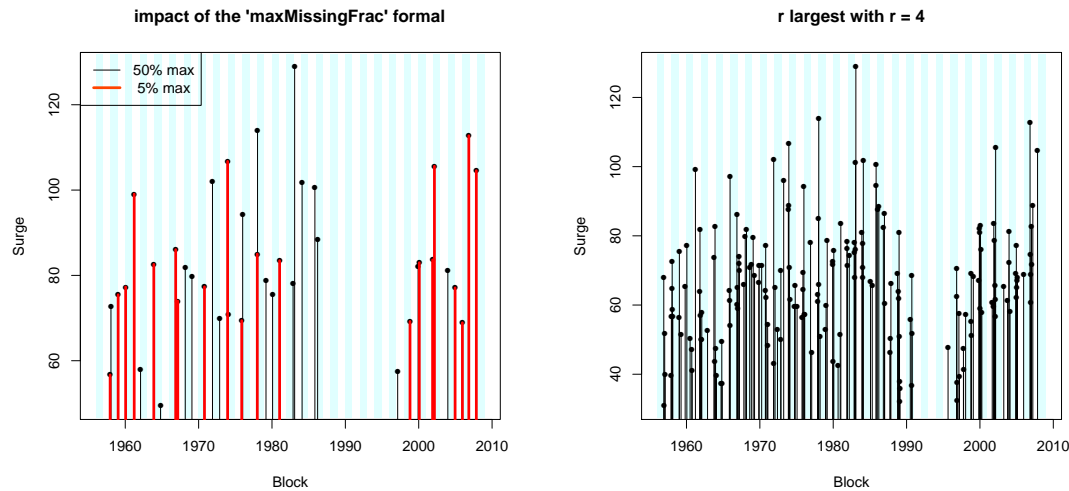 impact of the 'maxMissingFrac' formal
50% max
5% max
Surge
60 80 100 120
1960 1970 1980 1990 2000 2010
Block
r largest with r = 4
Surge
40 60 80 100 120
1960 1970 1980 1990 2000 2010
Block